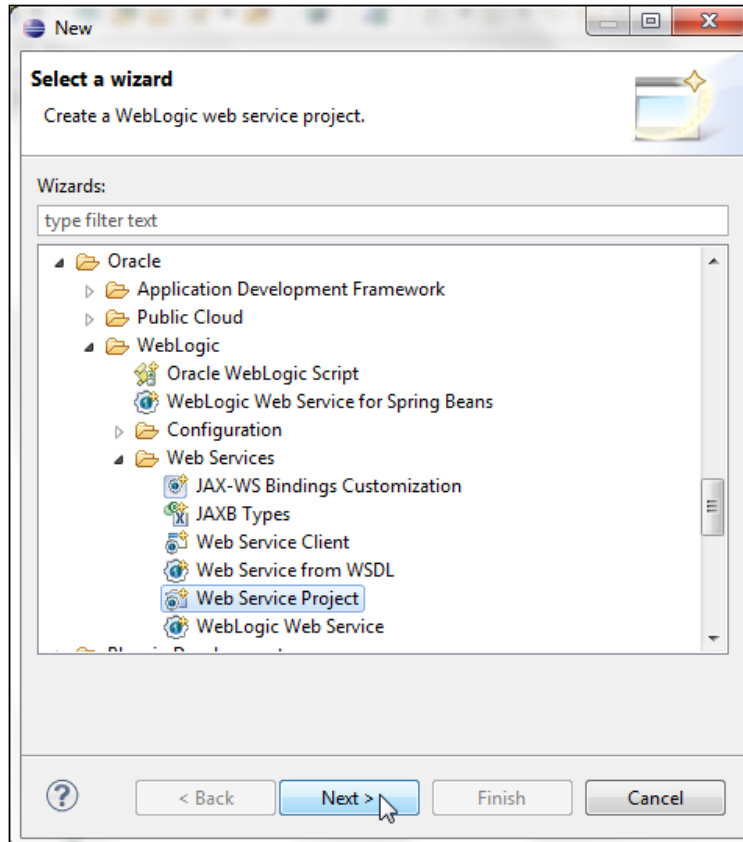 New
Select a wizard
Create a WebLogic web service project.
Wizards:
type filter text
Oracle
Application Development Framework
Public Cloud
WebLogic
Oracle WebLogic Script
WebLogic Web Service for Spring Beans
Configuration
Web Services
JAX-WS Bindings Customization
JAXB Types
Web Service Client
Web Service from WSDL
Web Service Project
WebLogic Web Service
? < Back Next > Finish Cancel